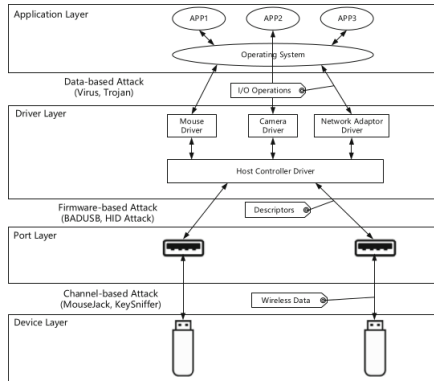 Application Layer
APP1
APP2
APP3
Operating System
Data-based Attack
(Virus, Trojan)
I/O Operations
Driver Layer
Mouse
Driver
Camera
Driver
Network Adaptor
Driver
Host Controller Driver
Firmware-based Attack
(BADUSB, HID Attack)
Descriptors
Port Layer
Channel-based Attack
(MouseJack, KeySniffer)
Wireless Data
Device Layer